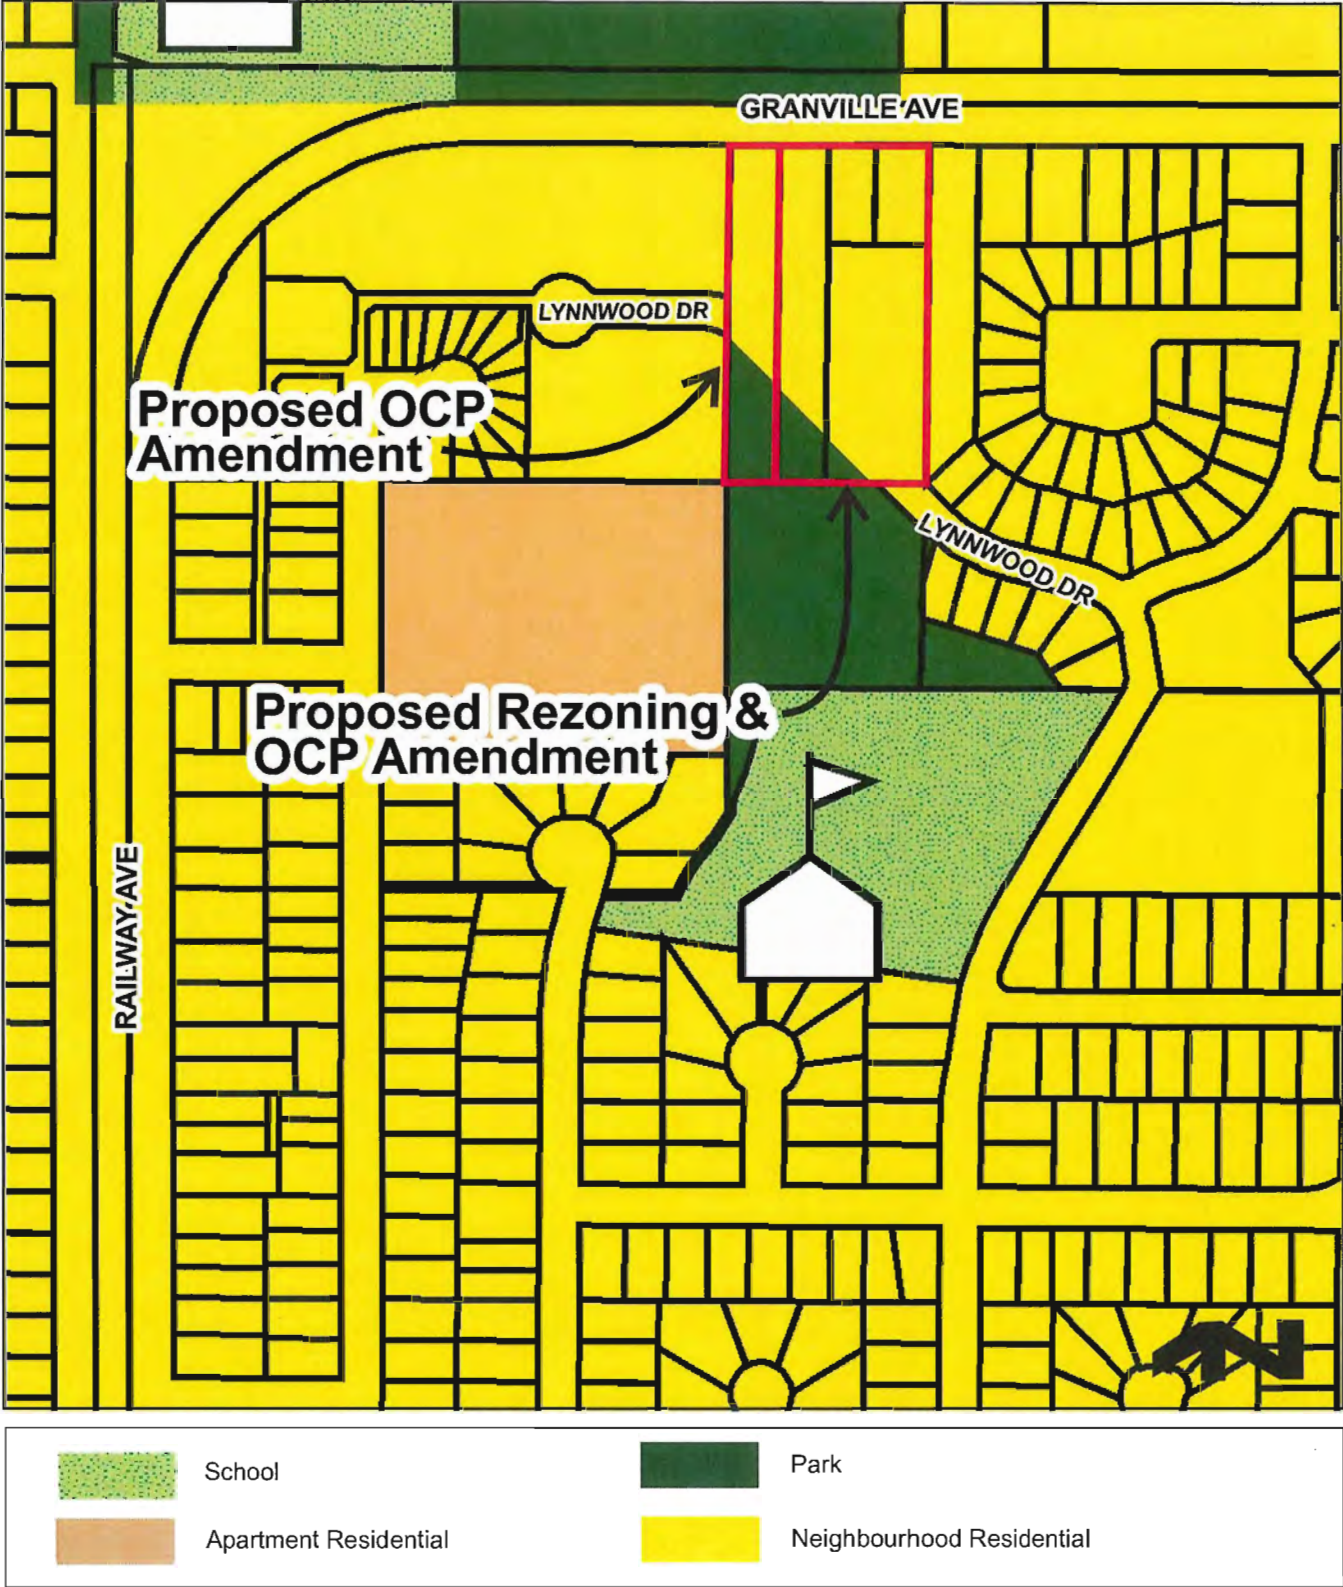 GRANVILLE AVE
LYNNWOOD DR
Proposed OCP
Amendment
LYNNWOOD DR
Proposed Rezoning &
OCP Amendment
RAILWAY AVE
School
Park
Apartment Residential
Neighbourhood Residential